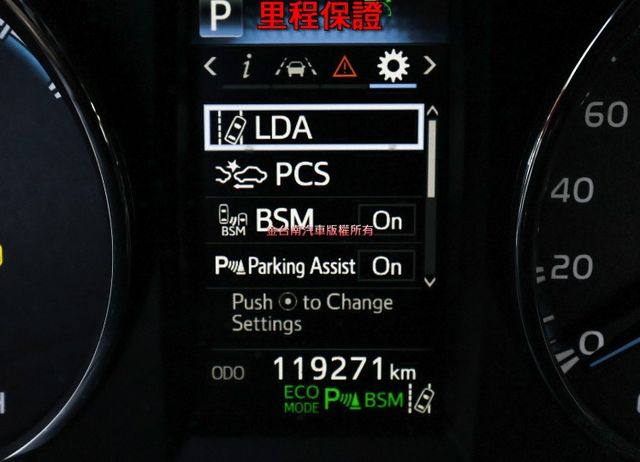 P
里程保證
i
LDA
PCS
BSM
BSM On
金台南汽車版權所有
P Parking Assist On
Push to Change
Settings
ODO 119271 km
ECO
MODE P BSM
60
40
20
0
H